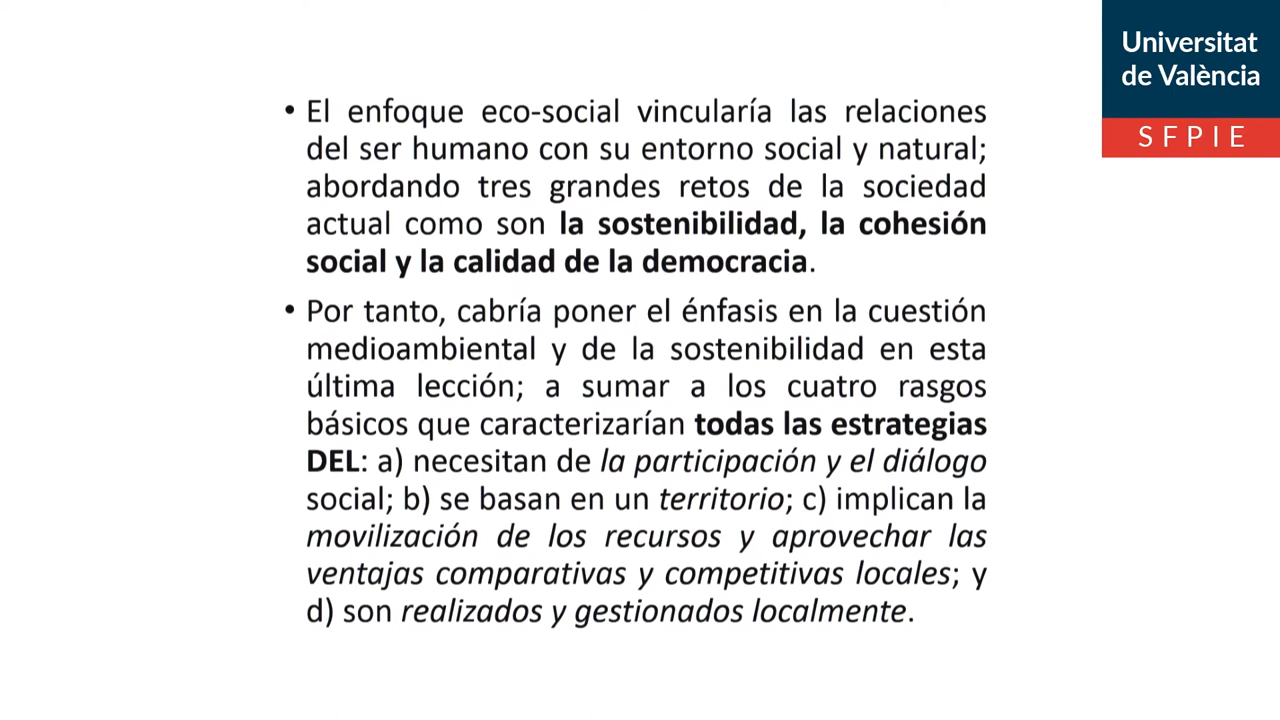 Universitat
de València
SFPIE
• El enfoque eco-social vincularía las relaciones
del ser humano con su entorno social y natural;
abordando tres grandes retos de la sociedad
actual como son la sostenibilidad, la cohesión
social y la calidad de la democracia.
• Por tanto, cabría poner el énfasis en la cuestión
medioambiental y de la sostenibilidad en esta
última lección; a sumar a los cuatro rasgos
básicos que caracterizarían todas las estrategias
DEL: a) necesitan de la participación y el diálogo
social; b) se basan en un territorio; c) implican la
movilización de los recursos y aprovechar las
ventajas comparativas y competitivas locales; y
d) son realizados y gestionados localmente.